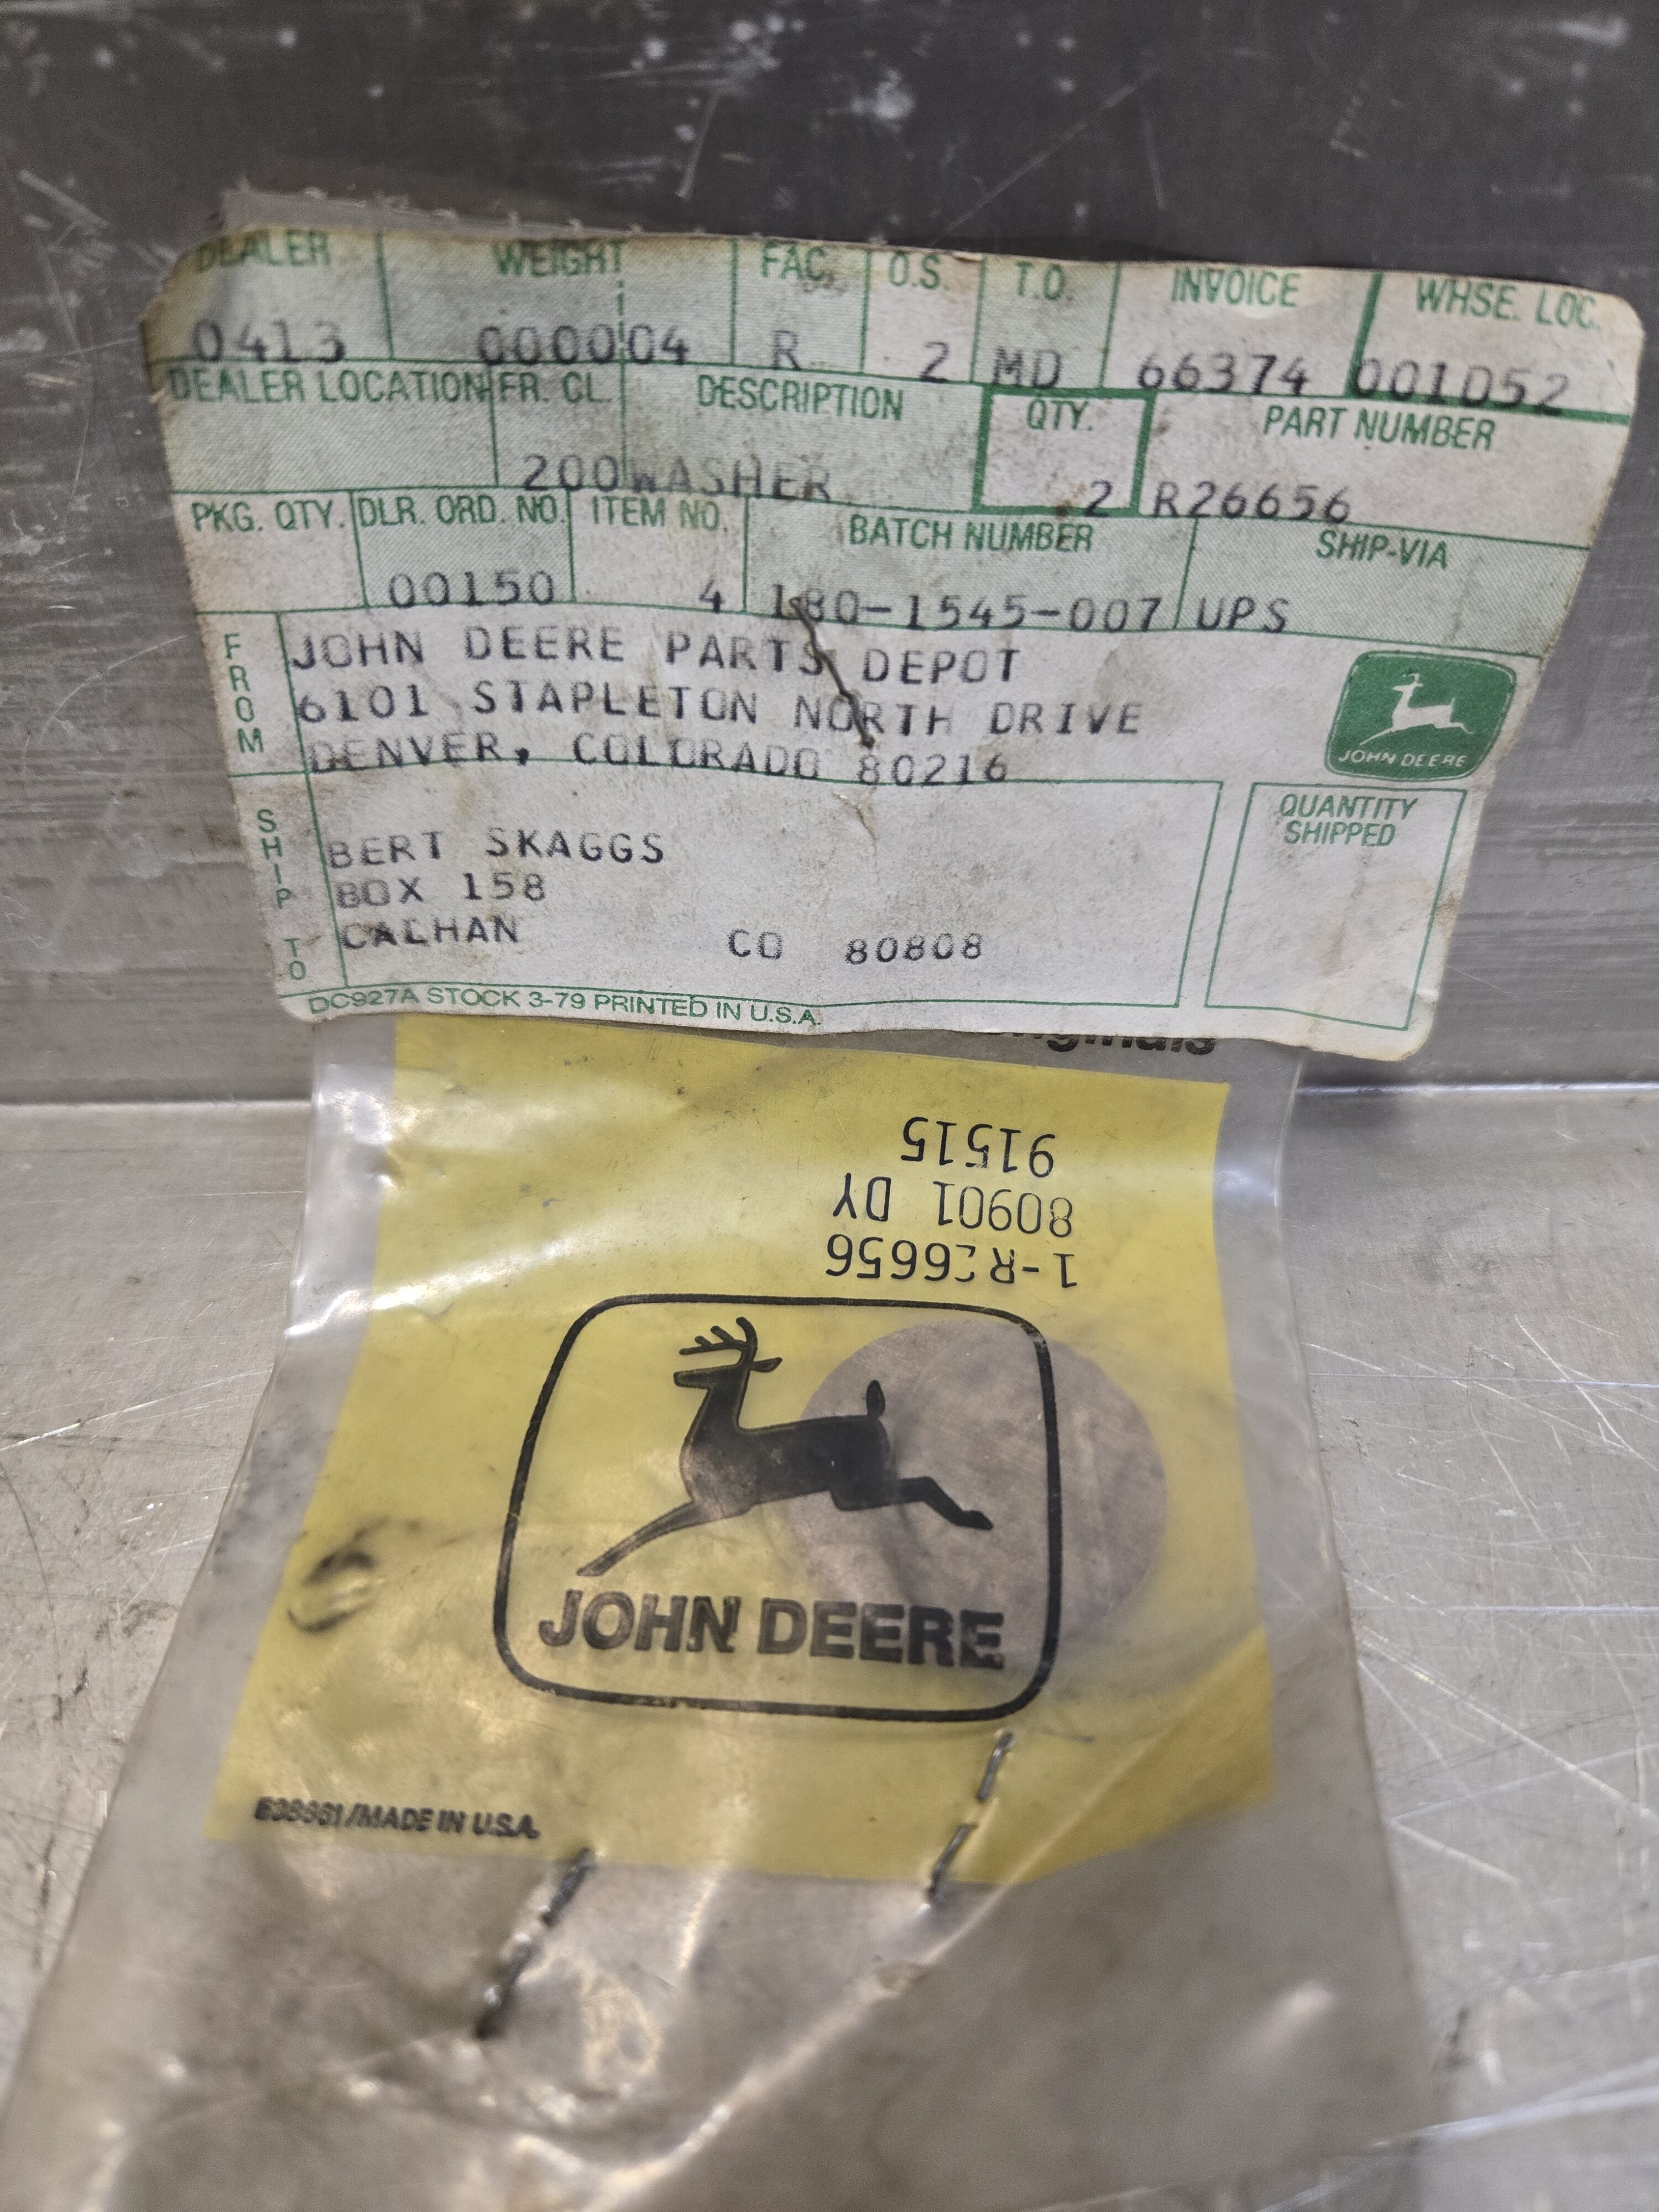 DEALER WEIGHT FAC. O.S. T.O. INVOICE WHSE. LOC.
0413 000004 R 2 MD 66374 001D52
DEALER LOCATION FR. CL. DESCRIPTION QTY. PART NUMBER
200 WASHER 2 R26656
PKG. QTY. DLR. ORD. NO. ITEM NO. BATCH NUMBER SHIP-VIA
00150 4 180-1545-007 UPS
FROM
JOHN DEERE PARTS DEPOT
6101 STAPLETON NORTH DRIVE
DENVER, COLORADO 80216
JOHN DEERE
SHIP TO
BERT SKAGGS
BOX 158
CALHAN CO 80808
QUANTITY
SHIPPED
DC927A STOCK 3-79 PRINTED IN U.S.A.
1-R26656
80901 DY
91515
JOHN DEERE
MADE IN U.S.A.